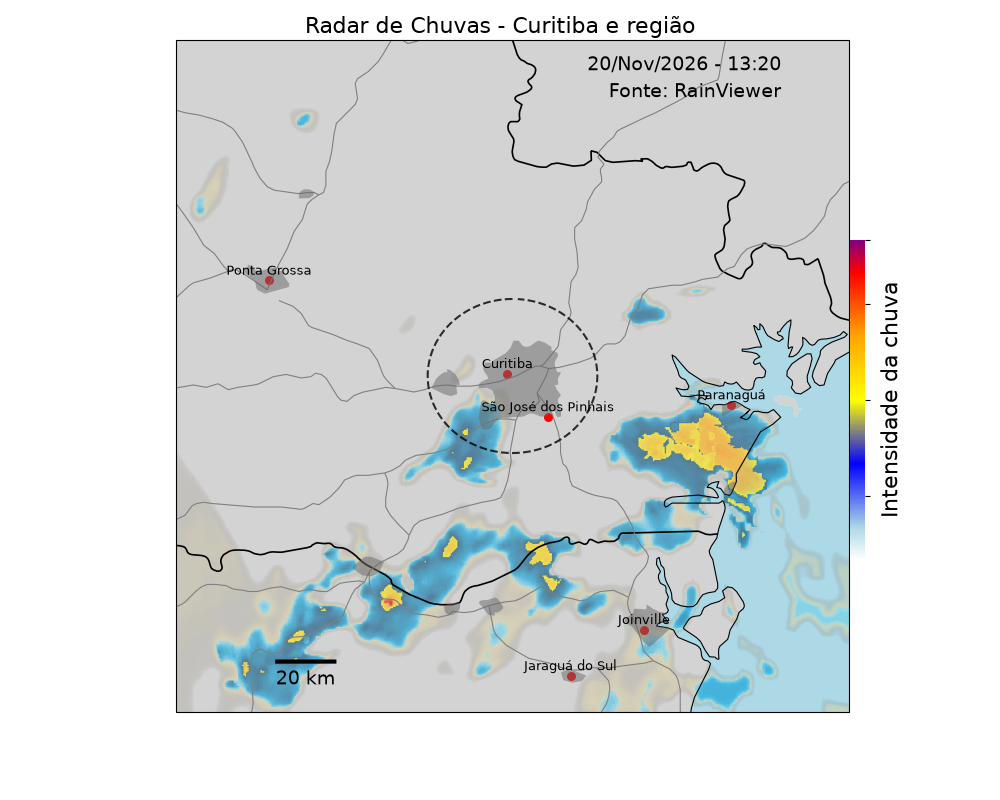 Radar de Chuvas - Curitiba e região
20/Nov/2026 - 13:20
Fonte: RainViewer
Ponta Grossa
Curitiba
Paranaguá
São José dos Pinhais
Intensidade da chuva
Joinville
Jaraguá do Sul
20 km